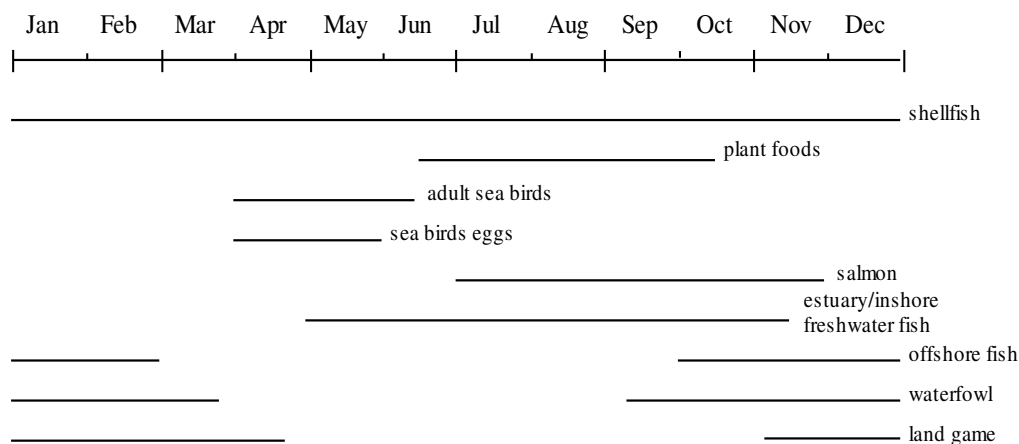 Jan Feb Mar Apr May Jun Jul Aug Sep Oct Nov Dec
shellfish
plant foods
adult sea birds
sea birds eggs
salmon
estuary/inshore
freshwater fish
offshore fish
waterfowl
land game